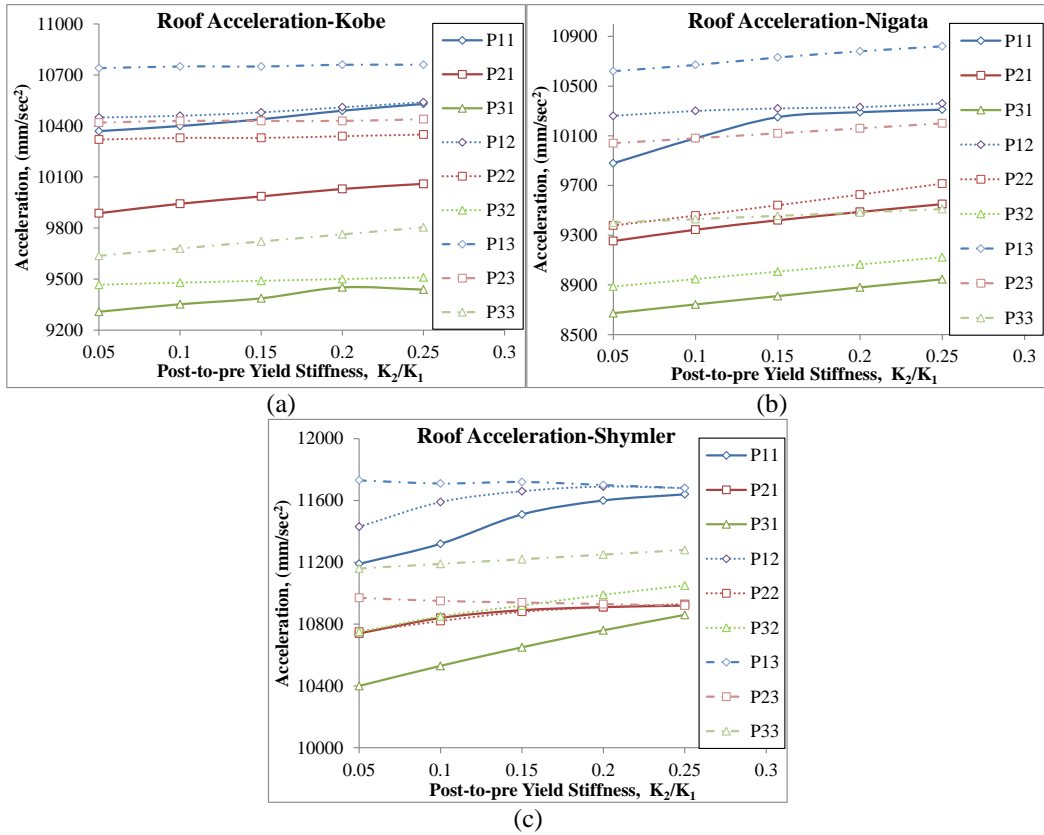 (a)
Roof Acceleration-Kobe
Acceleration, (mm/sec²)
11000
10700
10400
10100
9800
9500
9200
0.05 0.1 0.15 0.2 0.25 0.3
Post-to-pre Yield Stiffness, K₂/K₁
P11
P21
P31
P12
P22
P32
P13
P23
P33
(a)
Roof Acceleration-Nigata
Acceleration, (mm/sec²)
10900
10500
10100
9700
9300
8900
8500
0.05 0.1 0.15 0.2 0.25 0.3
Post-to-pre Yield Stiffness, K₂/K₁
P11
P21
P31
P12
P22
P32
P13
P23
P33
(b)
Roof Acceleration-Shymler
Acceleration, (mm/sec²)
12000
11600
11200
10800
10400
10000
0.05 0.1 0.15 0.2 0.25 0.3
Post-to-pre Yield Stiffness, K₂/K₁
P11
P21
P31
P12
P22
P32
P13
P23
P33
(c)